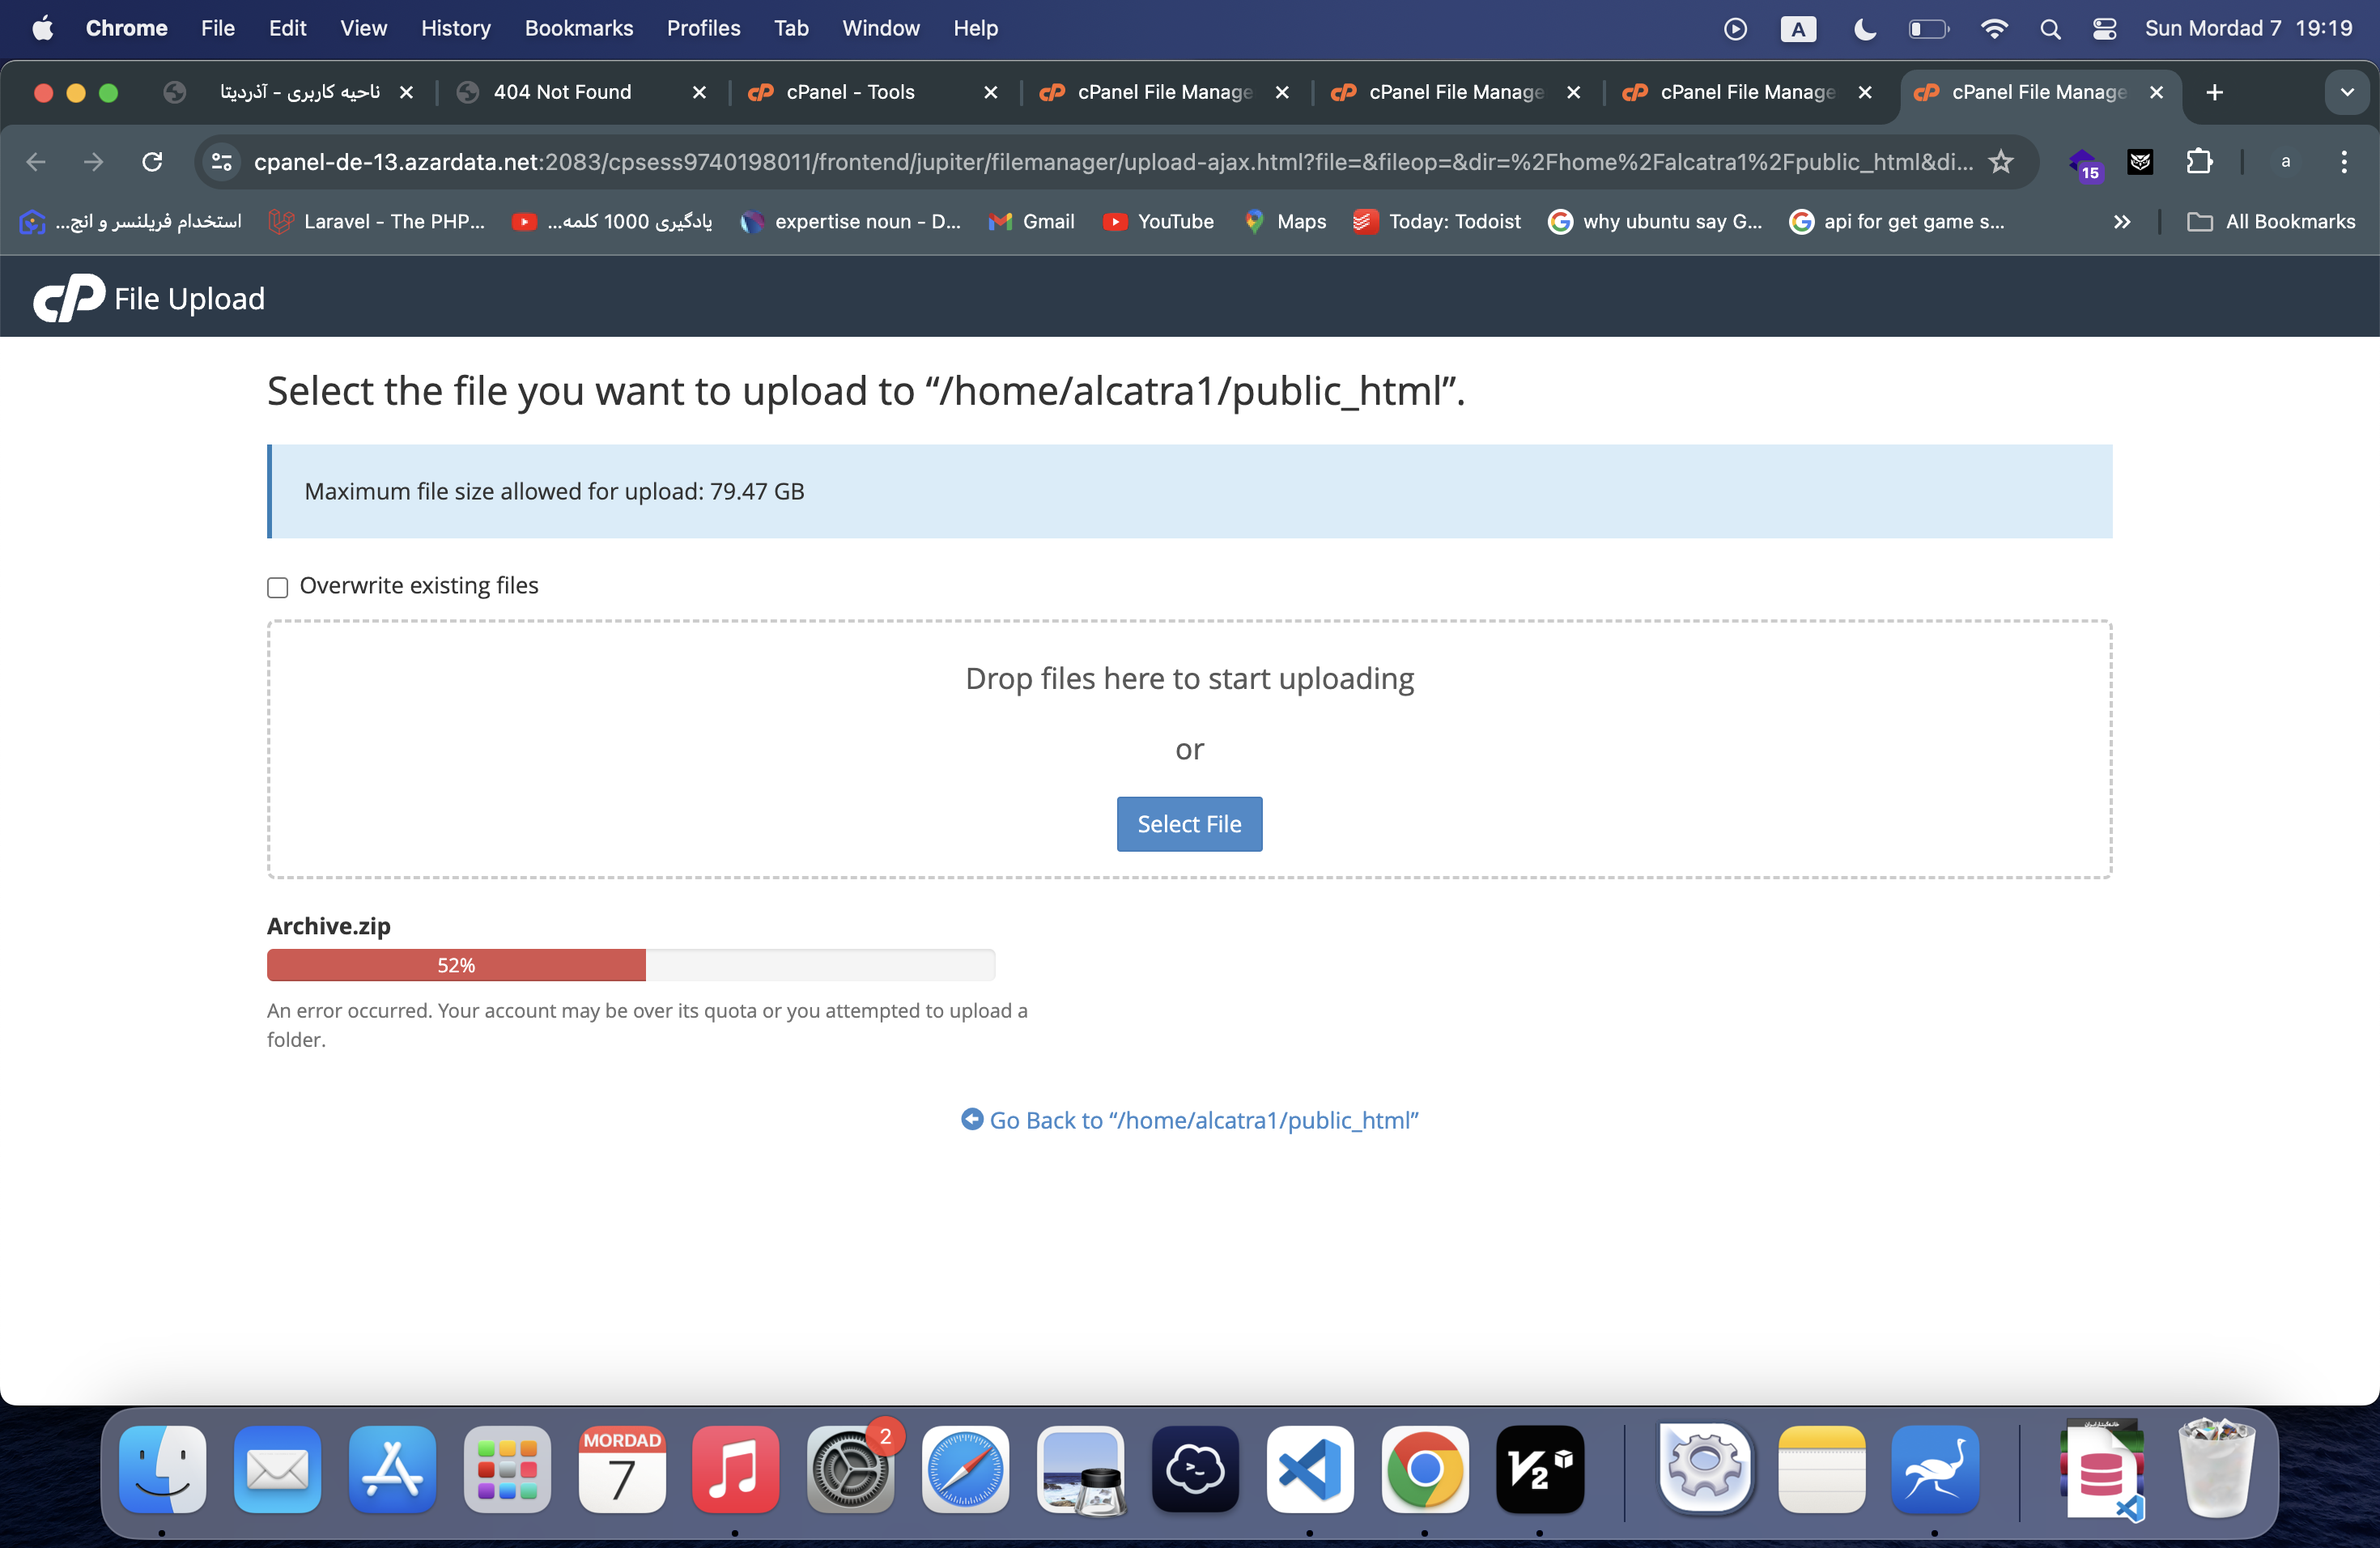 Chrome File Edit View History Bookmarks Profiles Tab Window Help A Sun Mordad 7 19:19
ناحیه کاربری - آذردیتا 404 Not Found cPanel - Tools cPanel File Manage cPanel File Manage cPanel File Manage cPanel File Manage
cpanel-de-13.azardata.net:2083/cpsess9740198011/frontend/jupiter/filemanager/upload-ajax.html?file=&fileop=&dir=%2Fhome%2Falcatra1%2Fpublic_html&di... 15 a
استخدام فریلنسر و انج... Laravel - The PHP... یادگیری 1000 کلمه... expertise noun - D... Gmail YouTube Maps Today: Todoist why ubuntu say G... api for get game s... All Bookmarks
cP File Upload
Select the file you want to upload to “/home/alcatra1/public_html”.
Maximum file size allowed for upload: 79.47 GB
Overwrite existing files
Drop files here to start uploading
or
Select File
Archive.zip
52%
An error occurred. Your account may be over its quota or you attempted to upload a
folder.
Go Back to “/home/alcatra1/public_html”
MORDAD 2
7 V2